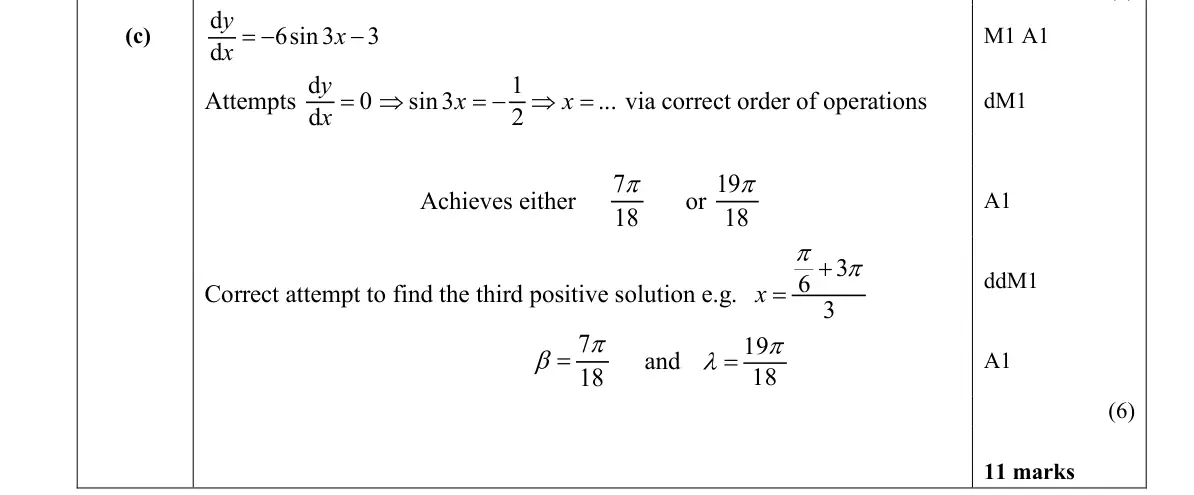 (c) dy/dx = −6 sin 3x − 3 M1 A1
Attempts dy/dx = 0 ⇒ sin 3x = −1/2 ⇒ x = ... via correct order of operations dM1
Achieves either 7π/18 or 19π/18 A1
Correct attempt to find the third positive solution e.g. x = (π/6 + 3π)/3 ddM1
β = 7π/18 and λ = 19π/18 A1
(6)
11 marks